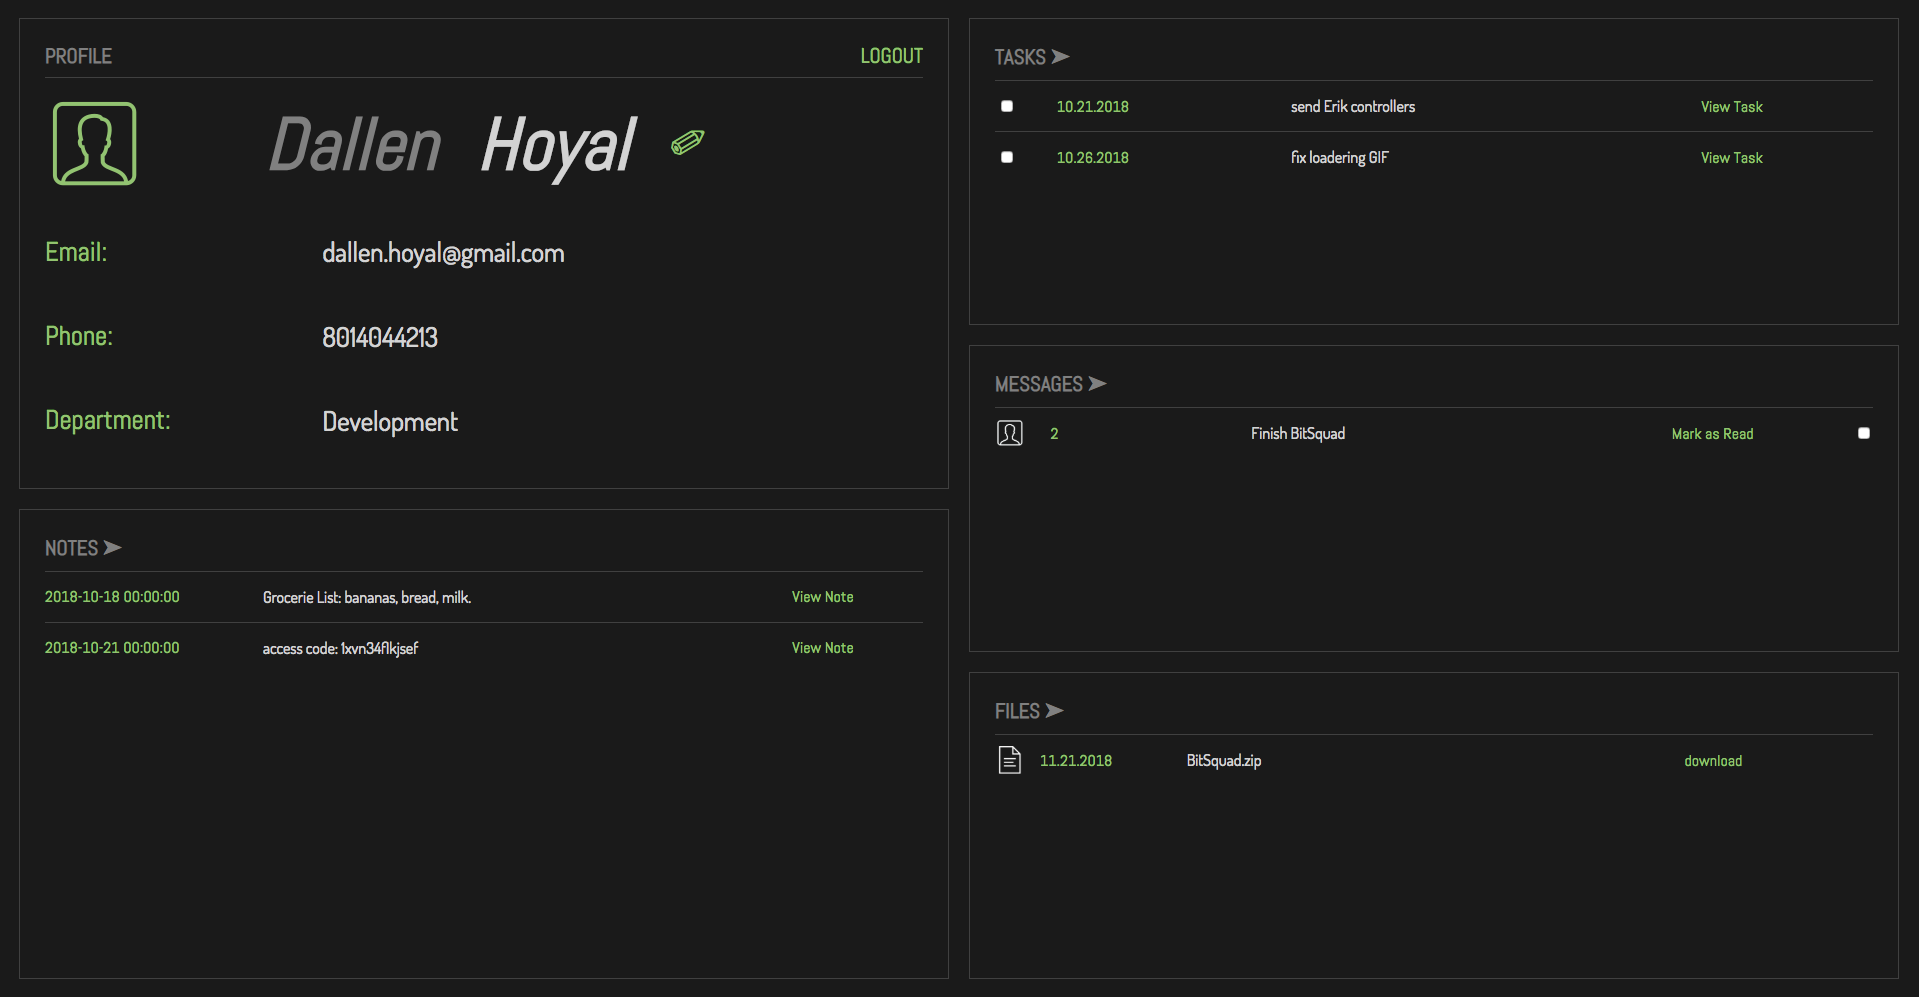 PROFILE LOGOUT
Dallen Hoyal
Email: dallen.hoyal@gmail.com
Phone: 8014044213
Department: Development
NOTES
2018-10-18 00:00:00 Grocerie List: bananas, bread, milk. View Note
2018-10-21 00:00:00 access code: 1xvn34flkjsef View Note
TASKS
10.21.2018 send Erik controllers View Task
10.26.2018 fix loadering GIF View Task
MESSAGES
2 Finish BitSquad Mark as Read
FILES
11.21.2018 BitSquad.zip download